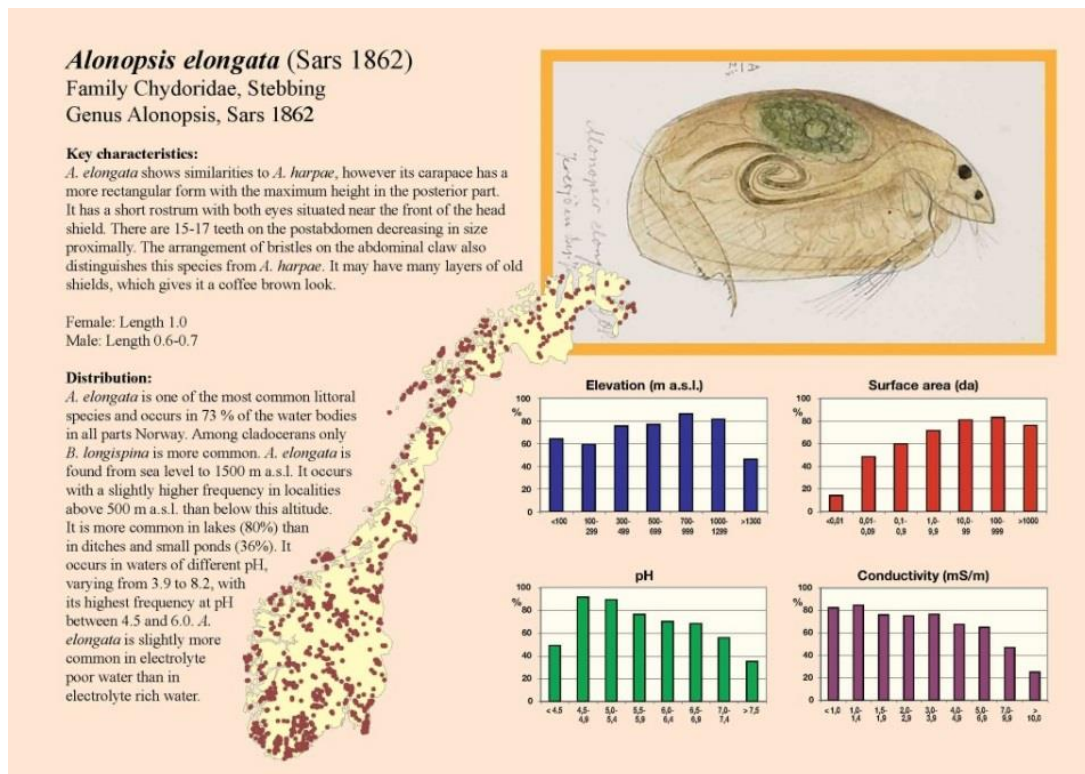 Alonopsis elongata (Sars 1862)
Family Chydoridae, Stebbing
Genus Alonopsis, Sars 1862
Key characteristics:
A. elongata shows similarities to A. harpae, however its carapace has a
more rectangular form with the maximum height in the posterior part.
It has a short rostrum with both eyes situated near the front of the head
shield. There are 15-17 teeth on the postabdomen decreasing in size
proximally. The arrangement of bristles on the abdominal claw also
distinguishes this species from A. harpae. It may have many layers of old
shields, which gives it a coffee brown look.
Female: Length 1.0
Male: Length 0.6-0.7
Distribution:
A. elongata is one of the most common littoral
species and occurs in 73 % of the water bodies
in all parts Norway. Among cladocerans only
B. longispina is more common. A. elongata is
found from sea level to 1500 m a.s.l. It occurs
with a slightly higher frequency in localities
above 500 m a.s.l. than below this altitude.
It is more common in lakes (80%) than
in ditches and small ponds (36%). It
occurs in waters of different pH,
varying from 3.9 to 8.2, with
its highest frequency at pH
between 4.5 and 6.0. A.
elongata is slightly more
common in electrolyte
poor water than in
electrolyte rich water.
Alonopsis
Elevation (m a.s.l.)
%
100
80
60
40
20
0
<100 100-299 300-499 500-699 700-999 1000-1299 >1300
Surface area (da)
%
100
80
60
40
20
0
<0,01 0,01-0,09 0,1-0,9 1,0-9,9 10,0-99 100-999 >1000
pH
%
100
80
60
40
20
0
< 4,5 4,5-4,9 5,0-5,4 5,5-5,9 6,0-6,4 6,5-6,9 7,0-7,4 > 7,5
Conductivity (mS/m)
%
100
80
60
40
20
0
< 1,0 1,0-1,4 1,5-1,9 2,0-2,9 3,0-3,9 4,0-4,9 5,0-6,9 7,0-9,9 > 10,0